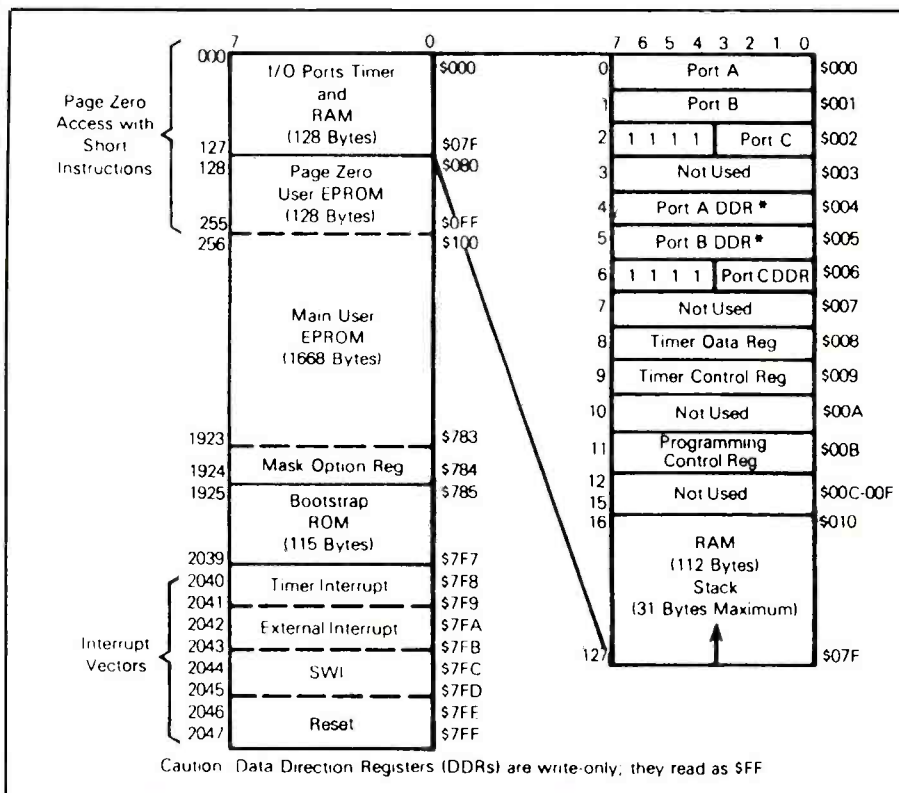 7 0
000
I/O Ports Timer
and
RAM
(128 Bytes)
$000
127
$07F
Page Zero
Access with
Short
Instructions
128
$080
Page Zero
User EPROM
(128 Bytes)
255
$0FF
256
$100
Main User
EPROM
(1668 Bytes)
1923
$783
1924
Mask Option Reg
$784
1925
$785
Bootstrap
ROM
(115 Bytes)
2039
$7F7
Interrupt
Vectors
2040
Timer Interrupt
$7F8
2041
$7F9
2042
External Interrupt
$7FA
2043
$7FB
2044
SWI
$7FC
2045
$7FD
2046
Reset
$7FE
2047
$7FF
7 6 5 4 3 2 1 0
0 Port A $000
1 Port B $001
2 1 1 1 1 Port C $002
3 Not Used $003
4 Port A DDR* $004
5 Port B DDR* $005
6 1 1 1 1 Port C DDR $006
7 Not Used $007
8 Timer Data Reg $008
9 Timer Control Reg $009
10 Not Used $00A
11 Programming
Control Reg $00B
12
15 Not Used $00C-00F
16 $010
RAM
(112 Bytes)
Stack
(31 Bytes Maximum)
127 $07F
Caution Data Direction Registers (DDRs) are write-only; they read as $FF